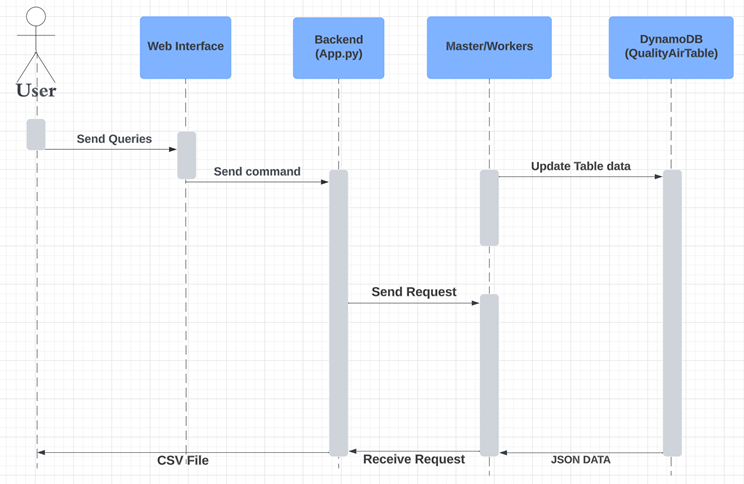 User
Web Interface
Backend
(App.py)
Master/Workers
DynamoDB
(QualityAirTable)
Send Queries
Send command
Update Table data
Send Request
CSV File
Receive Request
JSON DATA